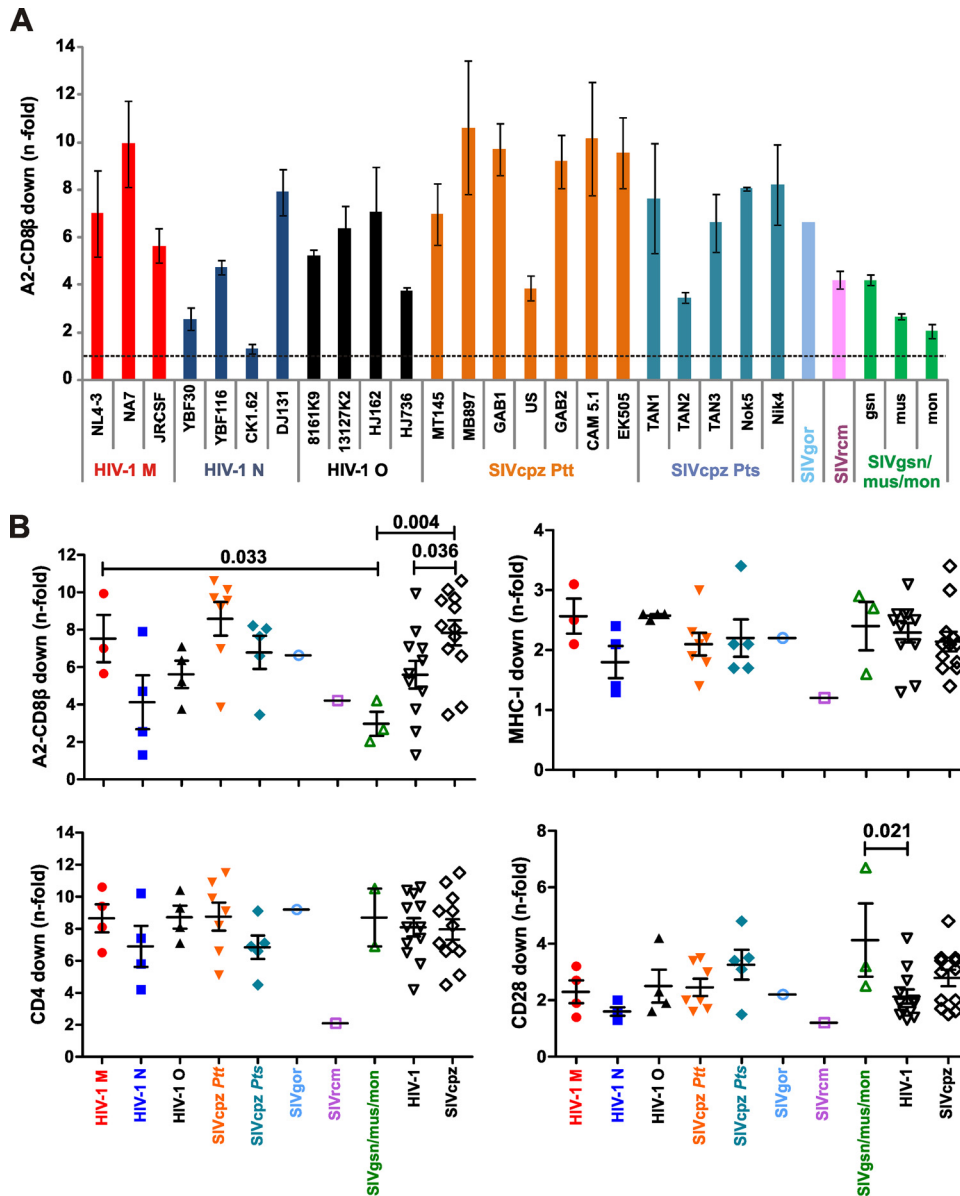 A
A2-CD8β down (n -fold)
14
12
10
8
6
4
2
0
NL4-3
NA7
JRCSF
YBF30
YBF116
CK1.62
DJ131
8161K9
13127K2
HJ162
HJ736
MT145
MB897
GAB1
US
GAB2
CAM 5.1
EK505
TAN1
TAN2
TAN3
Nok5
Nik4
SIVgor
SIVrcm
gsn
mus
mon
HIV-1 M
HIV-1 N
HIV-1 O
SIVcpz Ptt
SIVcpz Pts
SIVgsn/
mus/mon
B
A2-CD8β down (n-fold)
12
10
8
6
4
2
0
0.033
0.004
0.036
MHC-I down (n-fold)
4
3
2
1
0
CD4 down (n-fold)
14
12
10
8
6
4
2
0
HIV-1 M
HIV-1 N
HIV-1 O
SIVcpz Ptt
SIVcpz Pts
SIVgor
SIVrcm
SIVgsn/mus/mon
HIV-1
SIVcpz
CD28 down (n-fold)
8
6
4
2
0
0.021
HIV-1 M
HIV-1 N
HIV-1 O
SIVcpz Ptt
SIVcpz Pts
SIVgor
SIVrcm
SIVgsn/mus/mon
HIV-1
SIVcpz